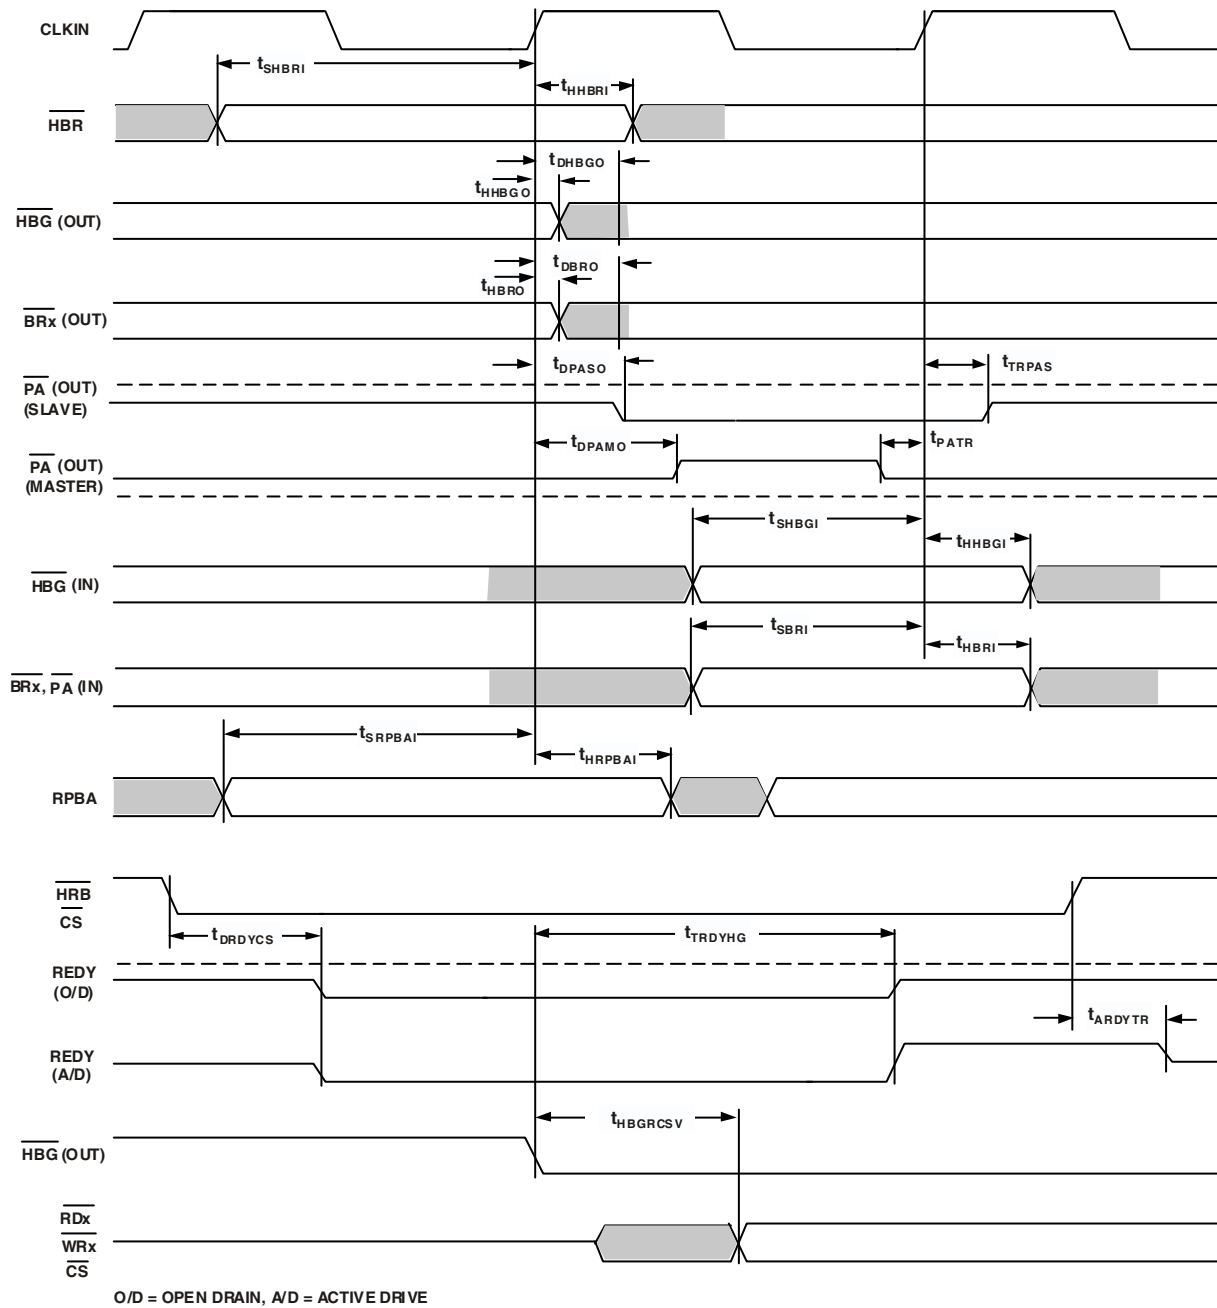 CLKIN
tSHBRI
tHHBRI
HBR
tDHBGO
tHHBGO
HBG (OUT)
tDBRO
tHBRO
BRx (OUT)
tDPASO
tTRPAS
PA (OUT)
(SLAVE)
tDPAMO
tPATR
PA (OUT)
(MASTER)
tSHBGI
tHHBGI
HBG (IN)
tSBRI
tHBRI
BRx, PA (IN)
tSRPBAI
tHRPBAI
RPBA
HRB
CS
tDRDYCS
tTRDYHG
REDY
(O/D)
tARDYTR
REDY
(A/D)
tHBGRCSV
HBG (OUT)
RDx
WRx
CS
O/D = OPEN DRAIN, A/D = ACTIVE DRIVE